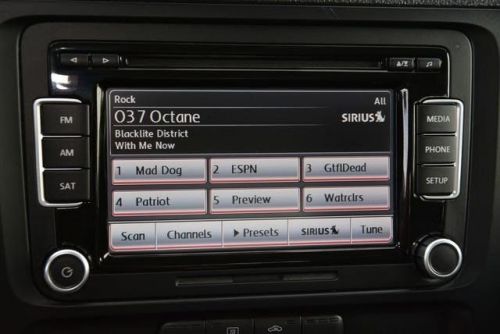 Rock
All
037 Octane
SIRIUS
Blacklite District
With Me Now
1 Mad Dog
2 ESPN
3 GtflDead
4 Patriot
5 Preview
6 Watrclrs
Scan
Channels
Presets
SIRIUS
Tune
FM
AM
SAT
MEDIA
PHONE
SETUP